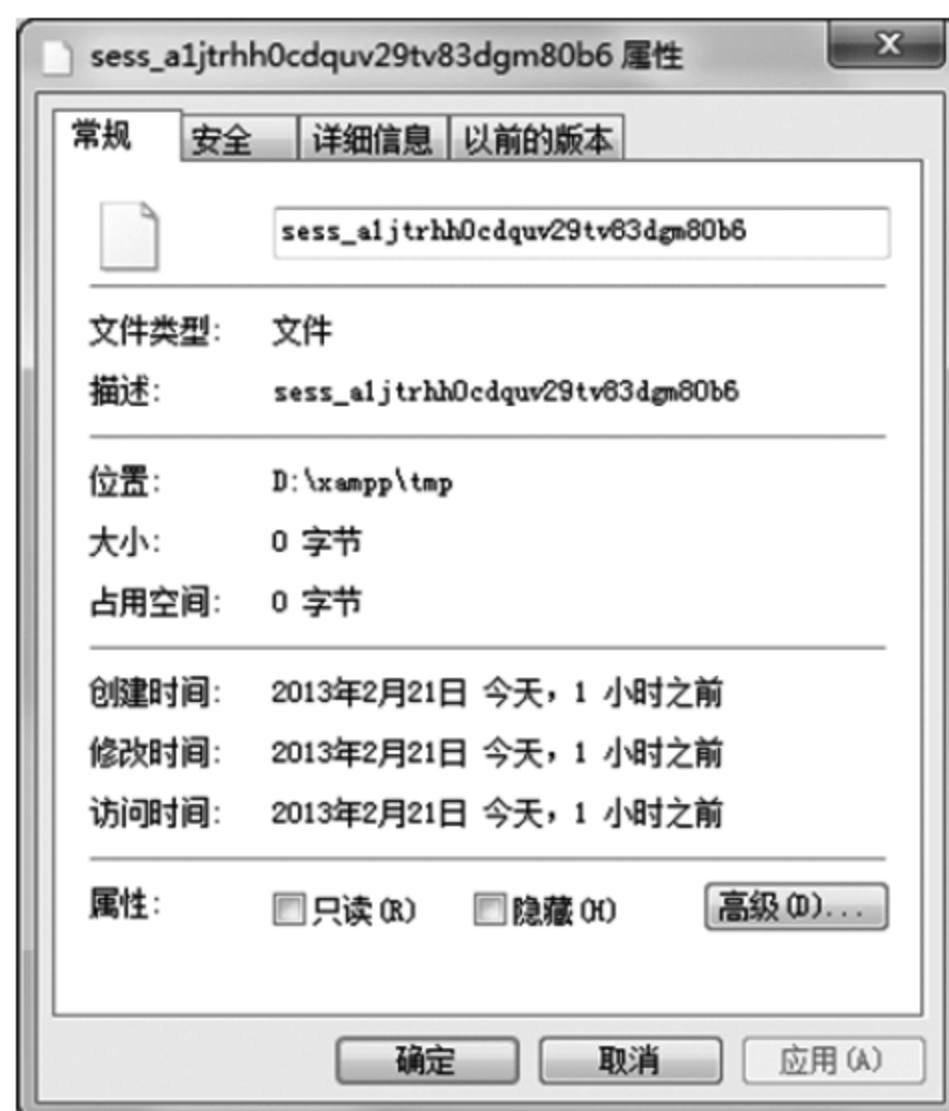 sess_a1jtrhh0cdquv29tv83dgm80b6 属性
常规 安全 详细信息 以前的版本
sess_a1jtrhh0cdquv29tv83dgm80b6
文件类型: 文件
描述: sess_a1jtrhh0cdquv29tv83dgm80b6
位置: D:\xampp\tmp
大小: 0 字节
占用空间: 0 字节
创建时间: 2013年2月21日 今天，1 小时之前
修改时间: 2013年2月21日 今天，1 小时之前
访问时间: 2013年2月21日 今天，1 小时之前
属性: 只读(R) 隐藏(H) 高级(D)...
确定 取消 应用(A)